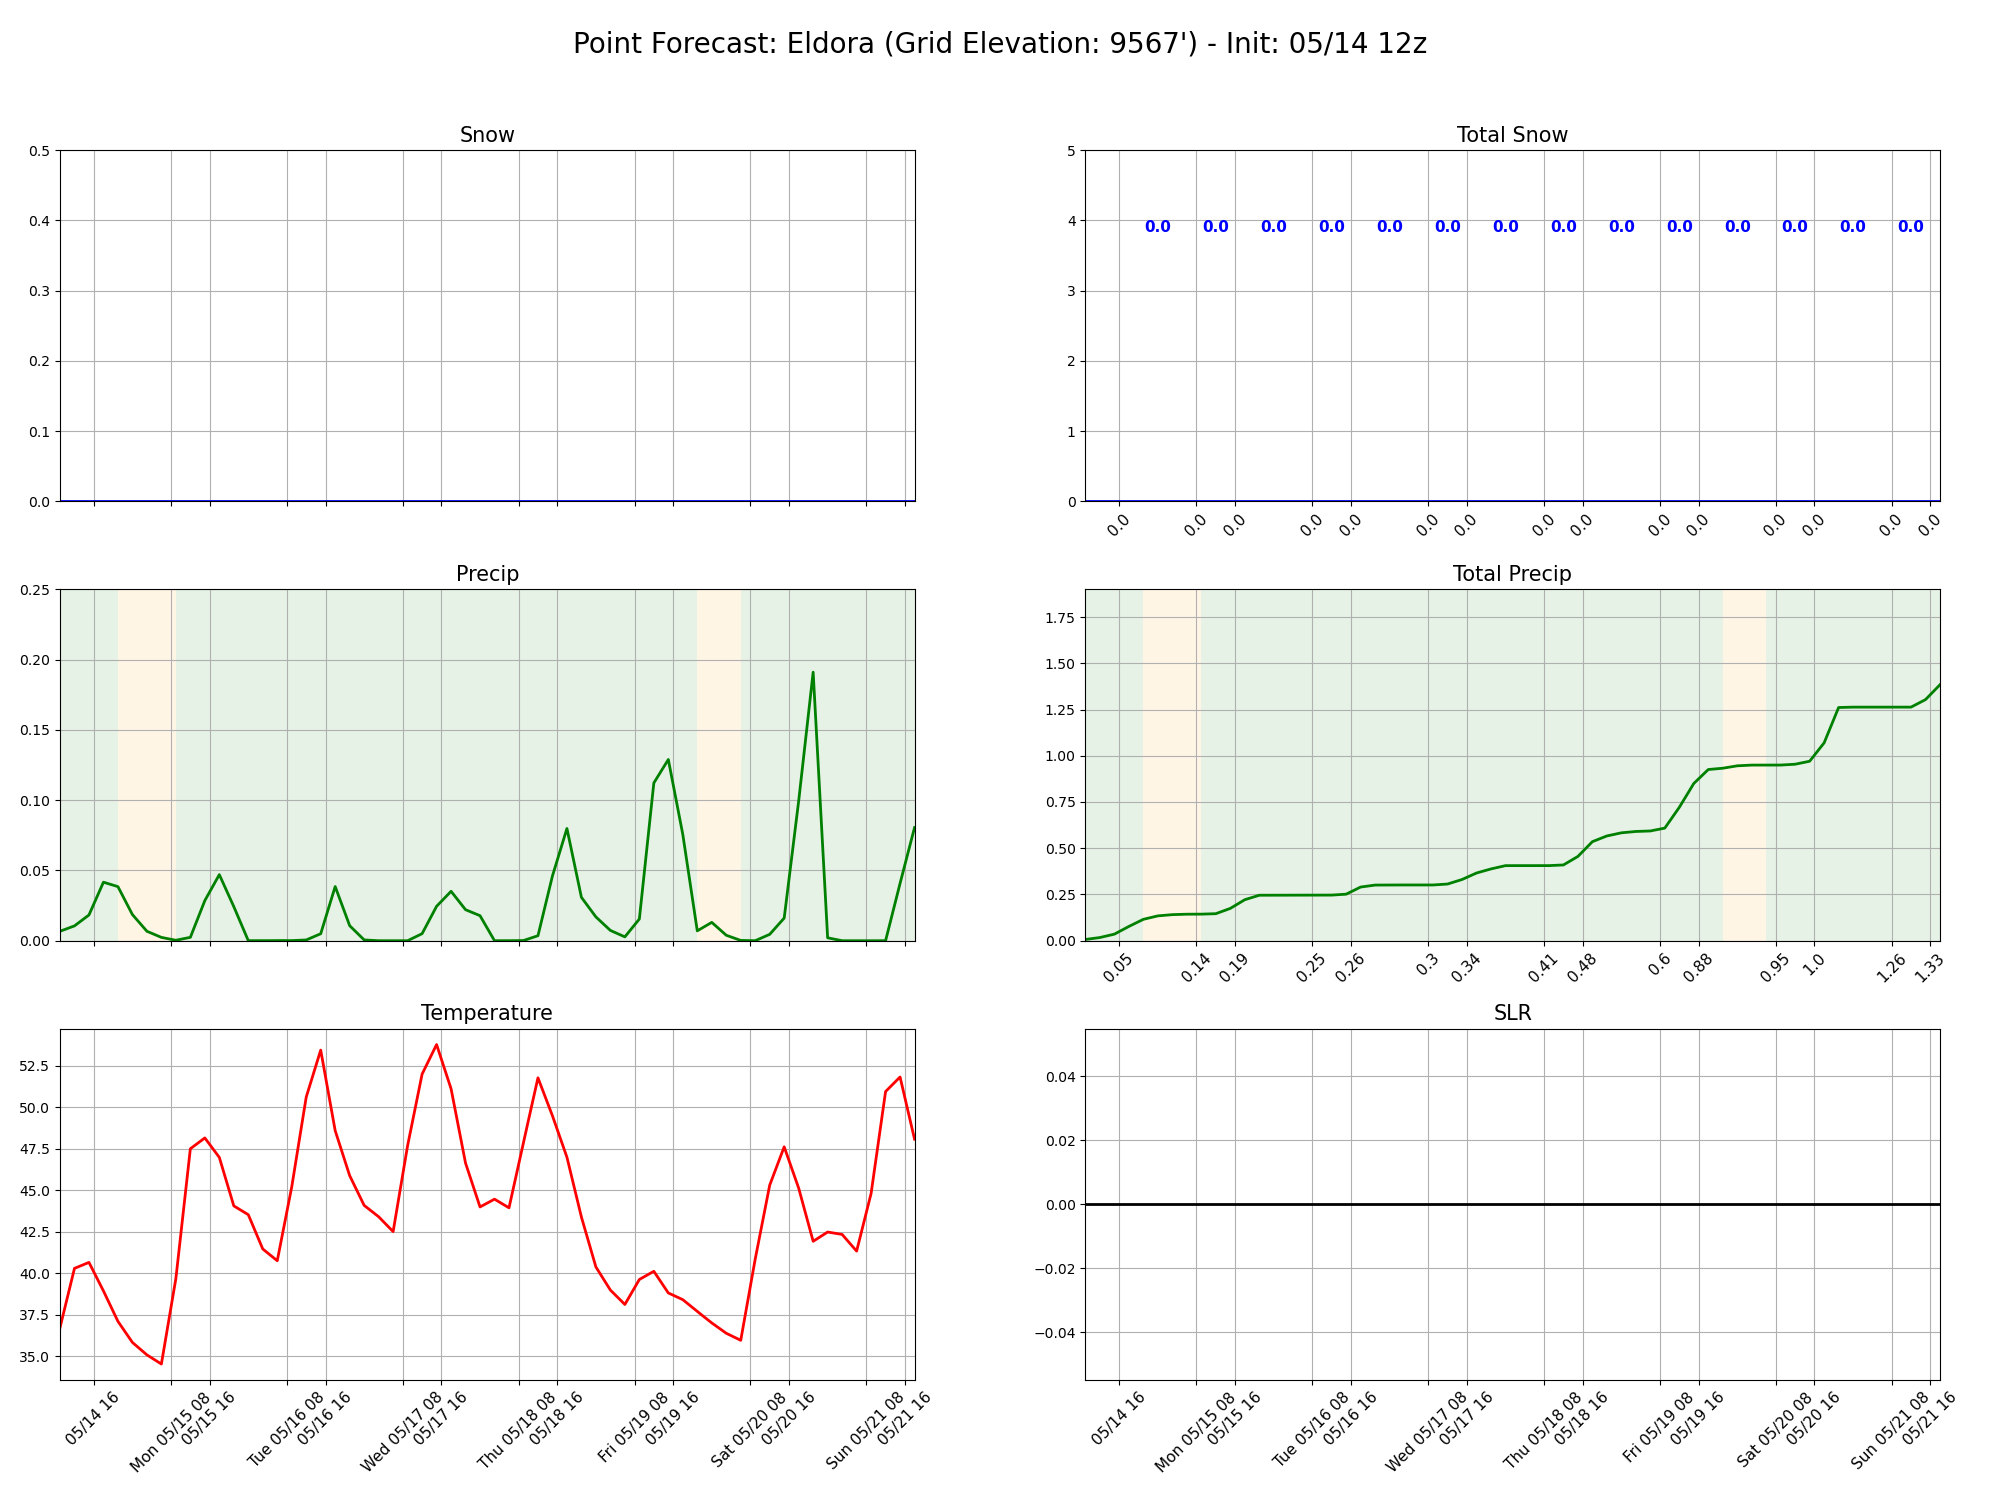 Point Forecast: Eldora (Grid Elevation: 9567') - Init: 05/14 12z
Snow
0.5
0.4
0.3
0.2
0.1
0.0
Total Snow
5
4
3
2
1
0
0.0 0.0 0.0 0.0 0.0 0.0 0.0 0.0 0.0 0.0 0.0 0.0 0.0 0.0
0.0 0.0 0.0 0.0 0.0 0.0 0.0 0.0 0.0 0.0 0.0 0.0 0.0 0.0 0.0
Precip
0.25
0.20
0.15
0.10
0.05
0.00
Total Precip
1.75
1.50
1.25
1.00
0.75
0.50
0.25
0.00
0.05 0.14 0.19 0.25 0.26 0.3 0.34 0.41 0.48 0.6 0.88 0.95 1.0 1.26 1.33
Temperature
52.5
50.0
47.5
45.0
42.5
40.0
37.5
35.0
05/14 16
Mon 05/15 08
05/15 16
Tue 05/16 08
05/16 16
Wed 05/17 08
05/17 16
Thu 05/18 08
05/18 16
Fri 05/19 08
05/19 16
Sat 05/20 08
05/20 16
Sun 05/21 08
05/21 16
SLR
0.04
0.02
0.00
−0.02
−0.04
05/14 16
Mon 05/15 08
05/15 16
Tue 05/16 08
05/16 16
Wed 05/17 08
05/17 16
Thu 05/18 08
05/18 16
Fri 05/19 08
05/19 16
Sat 05/20 08
05/20 16
Sun 05/21 08
05/21 16